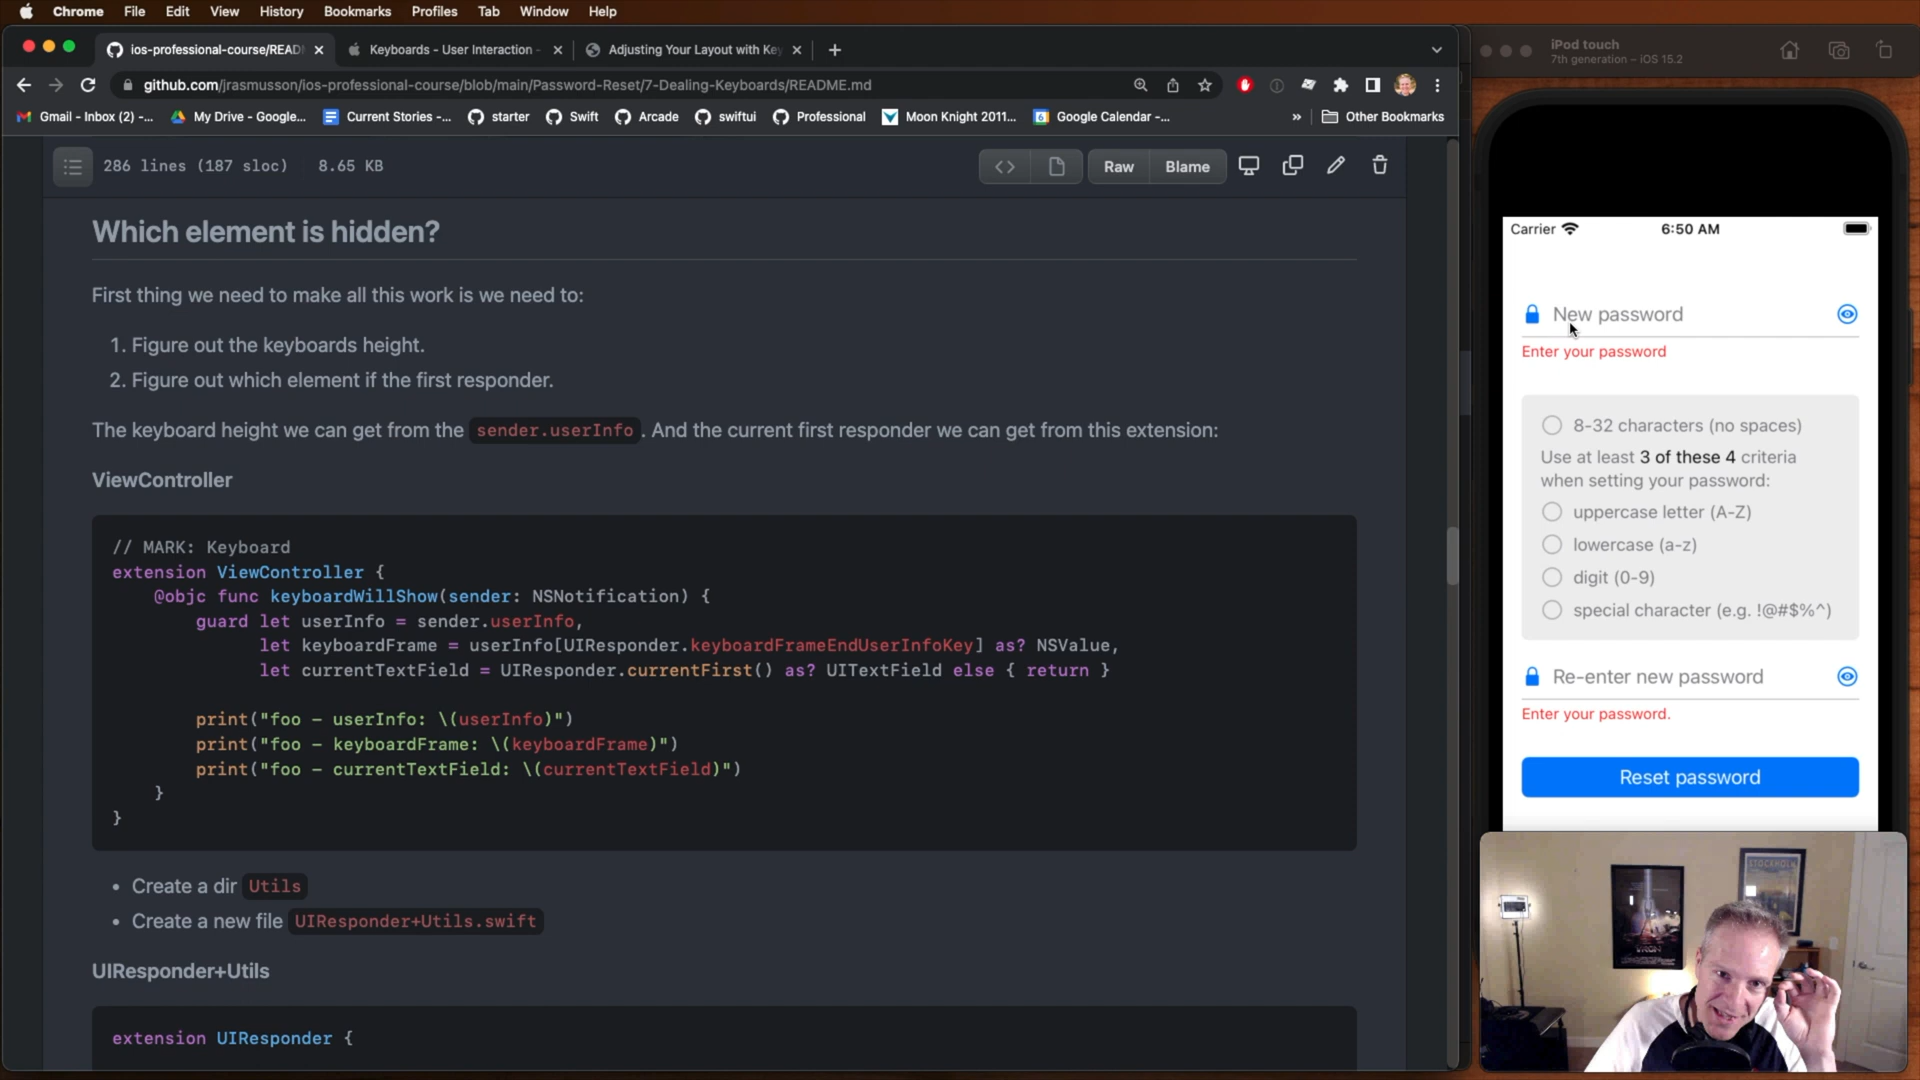 Chrome File Edit View History Bookmarks Profiles Tab Window Help
ios-professional-course/READ
Keyboards - User Interaction -
Adjusting Your Layout with Key
github.com/jrasmusson/ios-professional-course/blob/main/Password-Reset/7-Dealing-Keyboards/README.md
Gmail - Inbox (2) -... My Drive - Google... Current Stories -... starter Swift Arcade swiftui Professional Moon Knight 2011... Google Calendar -... » Other Bookmarks
286 lines (187 sloc) 8.65 KB
<> Raw Blame
Which element is hidden?
First thing we need to make all this work is we need to:
1. Figure out the keyboards height.
2. Figure out which element if the first responder.
The keyboard height we can get from the sender.userInfo . And the current first responder we can get from this extension:
ViewController
// MARK: Keyboard
extension ViewController {
@objc func keyboardWillShow(sender: NSNotification) {
guard let userInfo = sender.userInfo,
let keyboardFrame = userInfo[UIResponder.keyboardFrameEndUserInfoKey] as? NSValue,
let currentTextField = UIResponder.currentFirst() as? UITextField else { return }
print("foo - userInfo: \(userInfo)")
print("foo - keyboardFrame: \(keyboardFrame)")
print("foo - currentTextField: \(currentTextField)")
}
}
• Create a dir Utils
• Create a new file UIResponder+Utils.swift
UIResponder+Utils
extension UIResponder {
iPod touch
7th generation – iOS 15.2
Carrier 6:50 AM
New password
Enter your password
8-32 characters (no spaces)
Use at least 3 of these 4 criteria
when setting your password:
uppercase letter (A-Z)
lowercase (a-z)
digit (0-9)
special character (e.g. !@#$%^)
Re-enter new password
Enter your password.
Reset password
STOCKHOLM
TRON